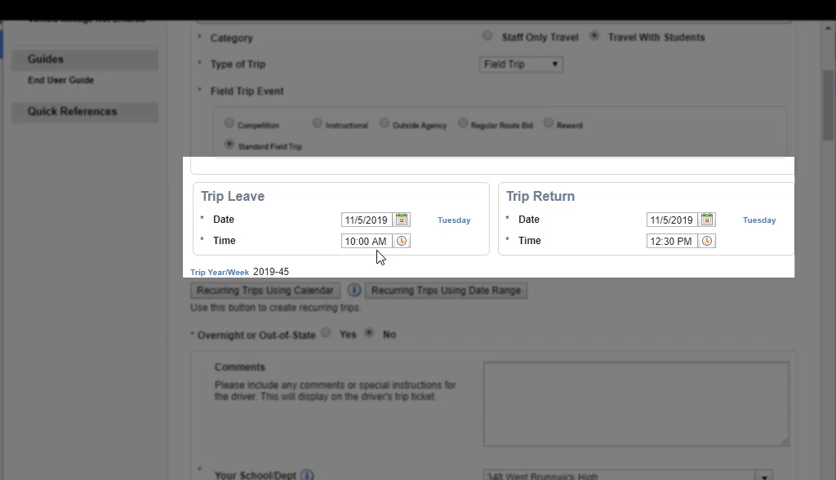 Guides
End User Guide
Quick References
* Category Staff Only Travel Travel With Students
* Type of Trip Field Trip
* Field Trip Event
Competition Instructional Outside Agency Regular Route Bid Reward
Standard Field Trip
Trip Leave
* Date 11/5/2019 Tuesday
* Time 10:00 AM
Trip Return
* Date 11/5/2019 Tuesday
* Time 12:30 PM
Trip Year/Week 2019-45
Recurring Trips Using Calendar Recurring Trips Using Date Range
Use this button to create recurring trips.
* Overnight or Out-of-State Yes No
Comments
Please include any comments or special instructions for
the driver. This will display on the driver's trip ticket.
* Your School/Dept 348 West Brunswick High